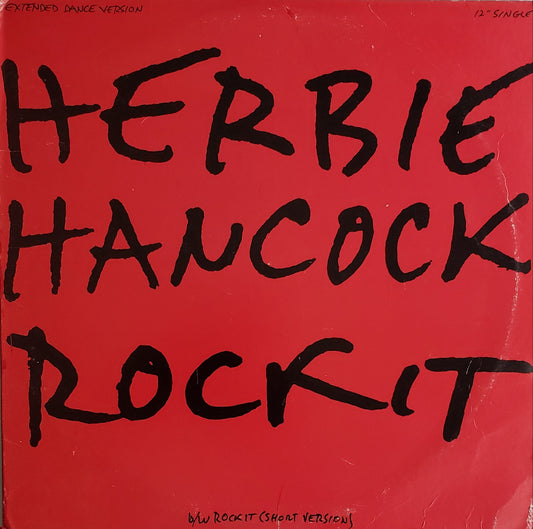 EXTENDED DANCE VERSION
12" SINGLE
HERBIE
HANCOCK
ROCKIT
b/w ROCKIT (SHORT VERSION)